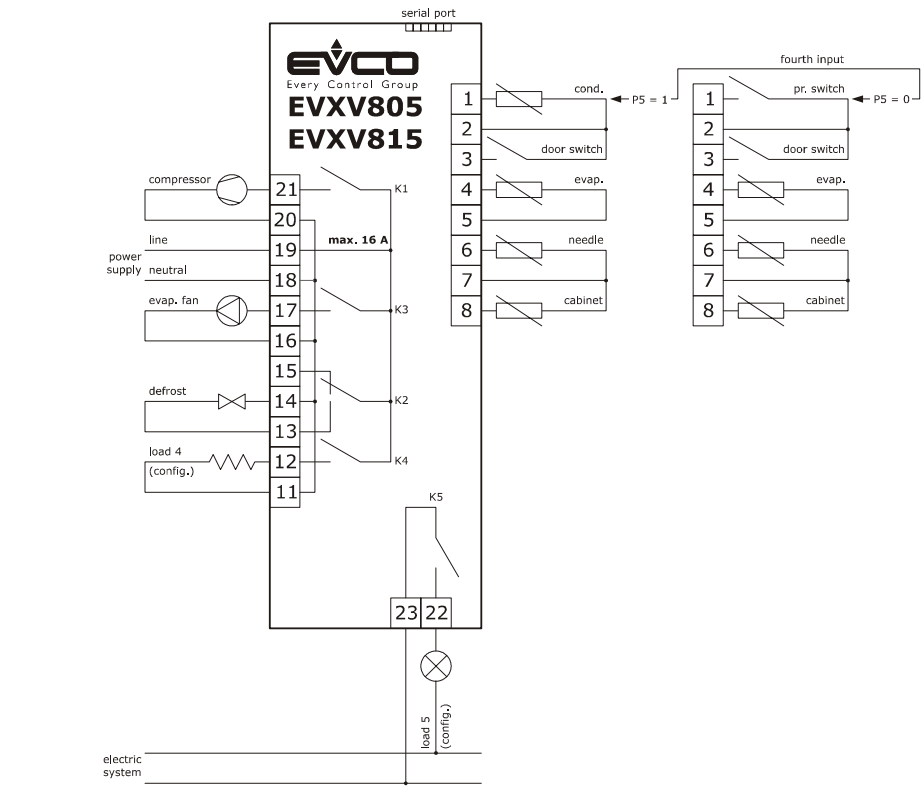 serial port
EVCO
Every Control Group
EVXV805
EVXV815
fourth input
1 cond. P5 = 1
2
3 door switch
4 evap.
5
6 needle
7
8 cabinet
1 pr. switch P5 = 0
2
3 door switch
4 evap.
5
6 needle
7
8 cabinet
compressor 21 K1
20
line 19 max. 16 A
power
supply
neutral 18
evap. fan 17 K3
16
15
defrost 14 K2
13
load 4 12 K4
(config.)
11
K5
23 22
load 5
(config.)
electric
system